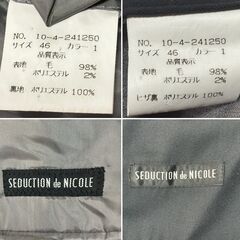 NO. 10-4-241250
サイズ 46 カラー 1
品質表示
表地 毛 98%
ポリエステル 2%
裏地 ポリエステル 100%
NO. 10-4-241250
サイズ 46 カラー 1
品質表示
表地 毛 98%
ポリエステル 2%
ヒザ裏 ポリエステル 100%
SEDUCTION de NICOLE
SEDUCTION de NICOLE